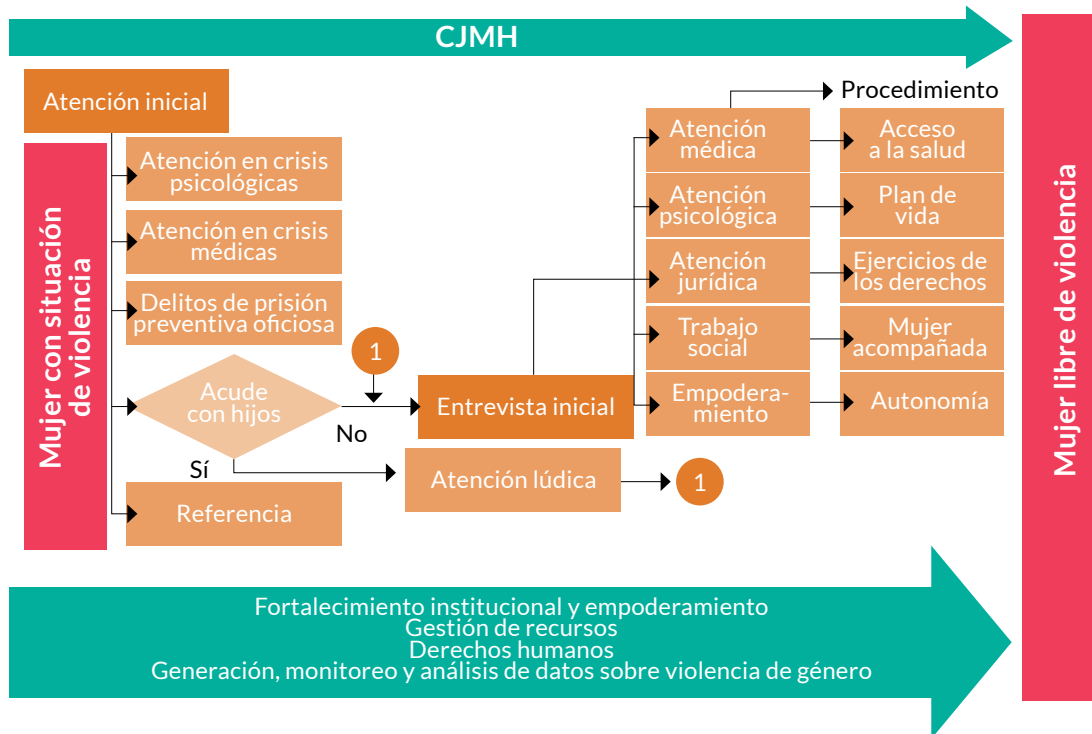 CJMH
Mujer con situación
de violencia
Atención inicial
Atención en crisis
psicológicas
Atención en crisis
médicas
Delitos de prisión
preventiva oficiosa
Acude
con hijos
No
Sí
Referencia
1
Entrevista inicial
Atención lúdica
1
Procedimiento
Atención
médica
Acceso
a la salud
Atención
psicológica
Plan de
vida
Atención
jurídica
Ejercicios de
los derechos
Trabajo
social
Mujer
acompañada
Empodera-
miento
Autonomía
Mujer libre de violencia
Fortalecimiento institucional y empoderamiento
Gestión de recursos
Derechos humanos
Generación, monitoreo y análisis de datos sobre violencia de género